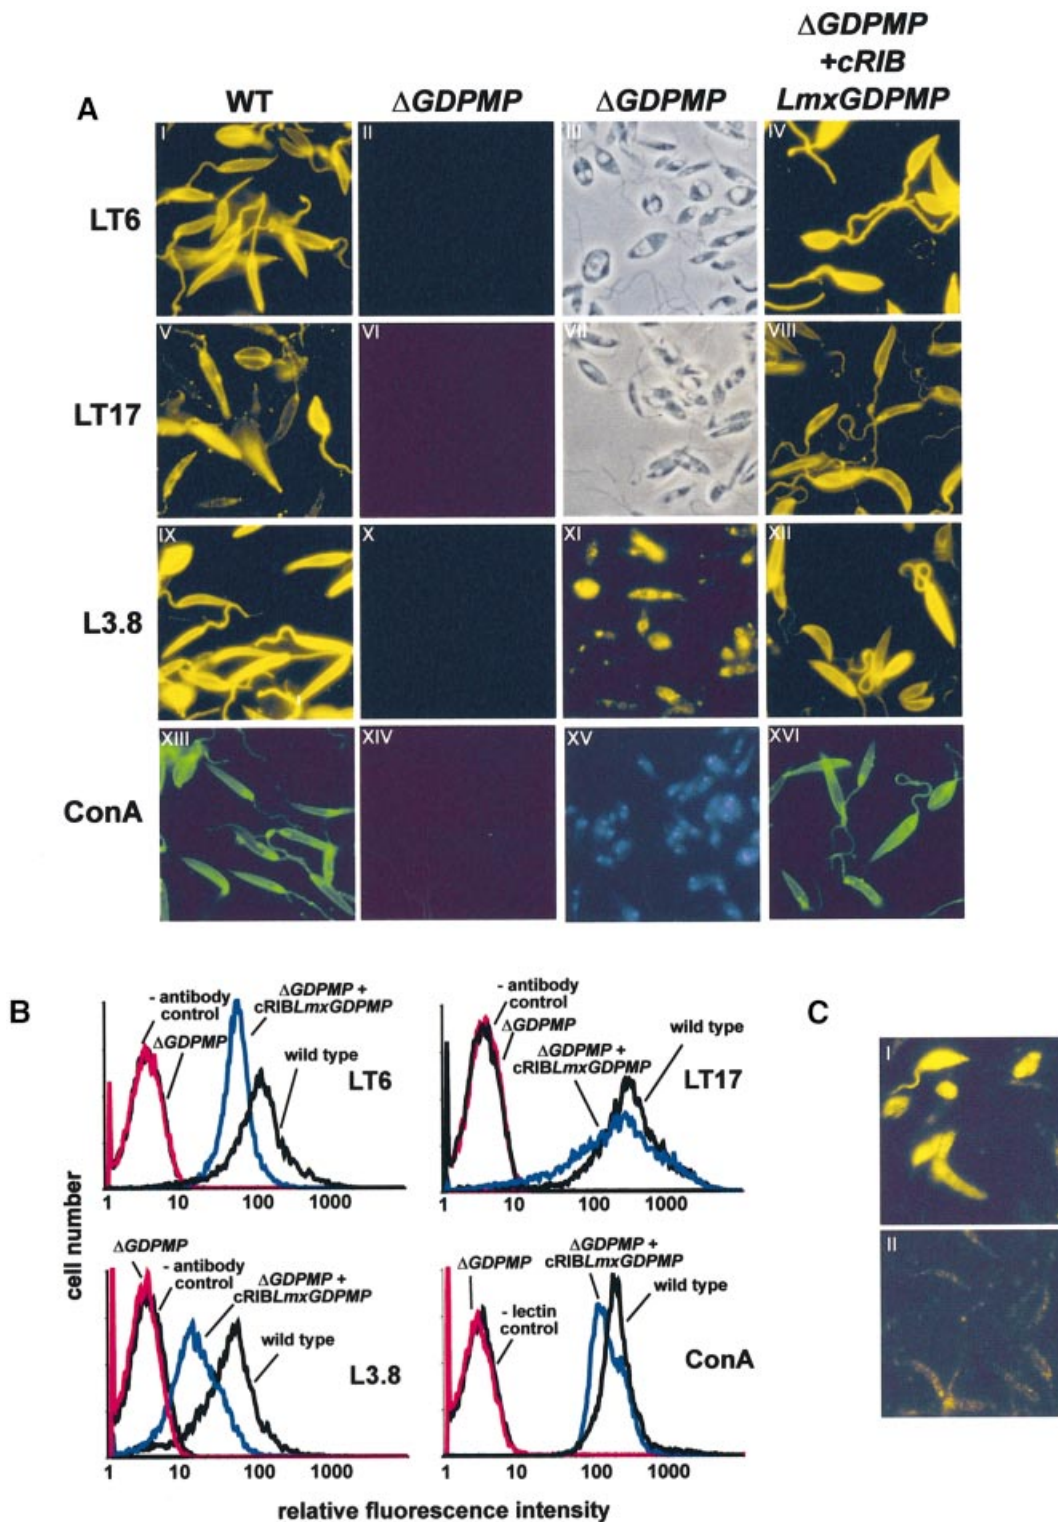 A
WT
ΔGDPMP
ΔGDPMP
ΔGDPMP
+cRIB
LmxGDPMP
LT6
I
II
III
IV
LT17
V
VI
VII
VIII
L3.8
IX
X
XI
XII
ConA
XIII
XIV
XV
XVI
B
cell number
- antibody
control
ΔGDPMP
ΔGDPMP +
cRIBLmxGDPMP
wild type
LT6
1 10 100 1000
- antibody
control
ΔGDPMP
ΔGDPMP +
cRIBLmxGDPMP
wild type
LT17
1 10 100 1000
ΔGDPMP
- antibody
control
ΔGDPMP +
cRIBLmxGDPMP
wild type
L3.8
1 10 100 1000
ΔGDPMP
- lectin
control
ΔGDPMP +
cRIBLmxGDPMP
wild type
ConA
1 10 100 1000
relative fluorescence intensity
C
I
II